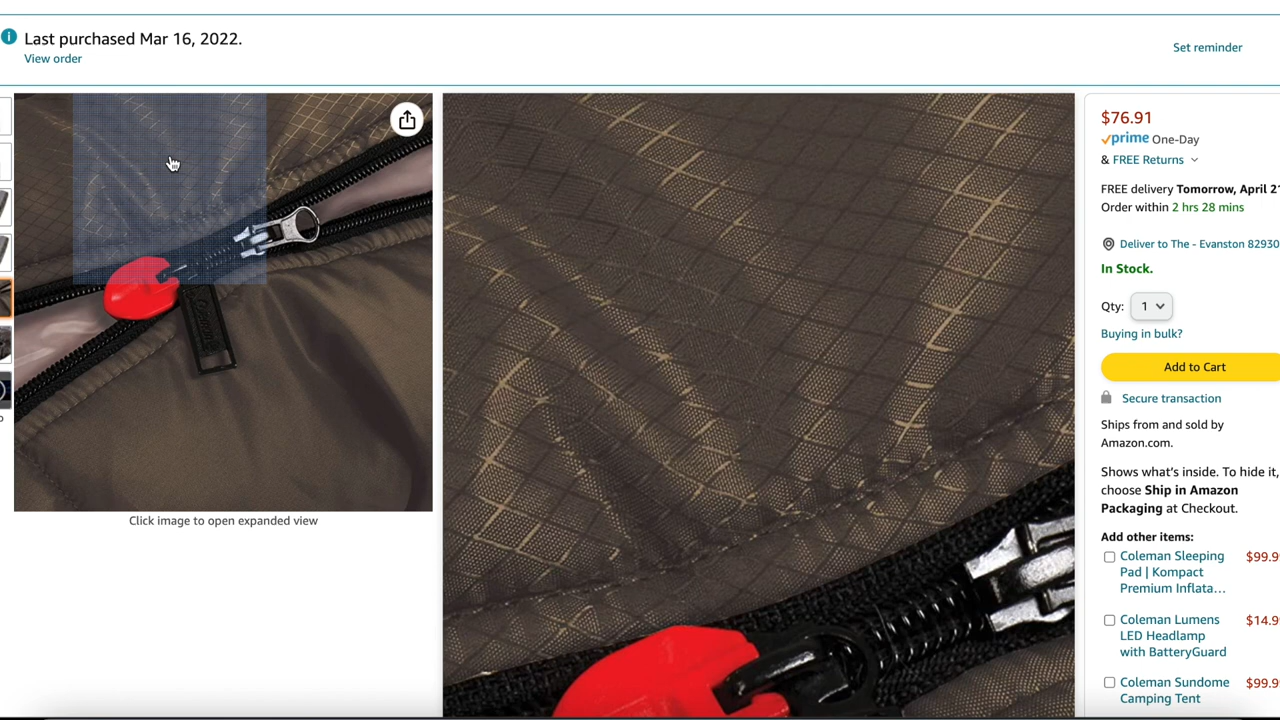 Last purchased Mar 16, 2022.
View order
Set reminder
Click image to open expanded view
$76.91
prime One-Day
& FREE Returns
FREE delivery Tomorrow, April 21
Order within 2 hrs 28 mins
Deliver to The - Evanston 82930
In Stock.
Qty: 1
Buying in bulk?
Add to Cart
Secure transaction
Ships from and sold by
Amazon.com.
Shows what's inside. To hide it,
choose Ship in Amazon
Packaging at Checkout.
Add other items:
Coleman Sleeping $99.9
Pad | Kompact
Premium Inflata…
Coleman Lumens $14.9
LED Headlamp
with BatteryGuard
Coleman Sundome $99.9
Camping Tent